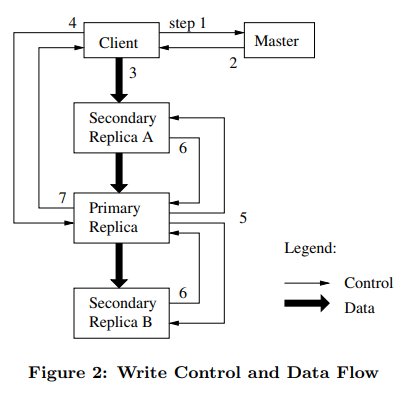 4
step 1
Client
Master
2
3
Secondary
Replica A
6
7
Primary
Replica
5
Legend:
Control
Data
6
Secondary
Replica B
Figure 2: Write Control and Data Flow